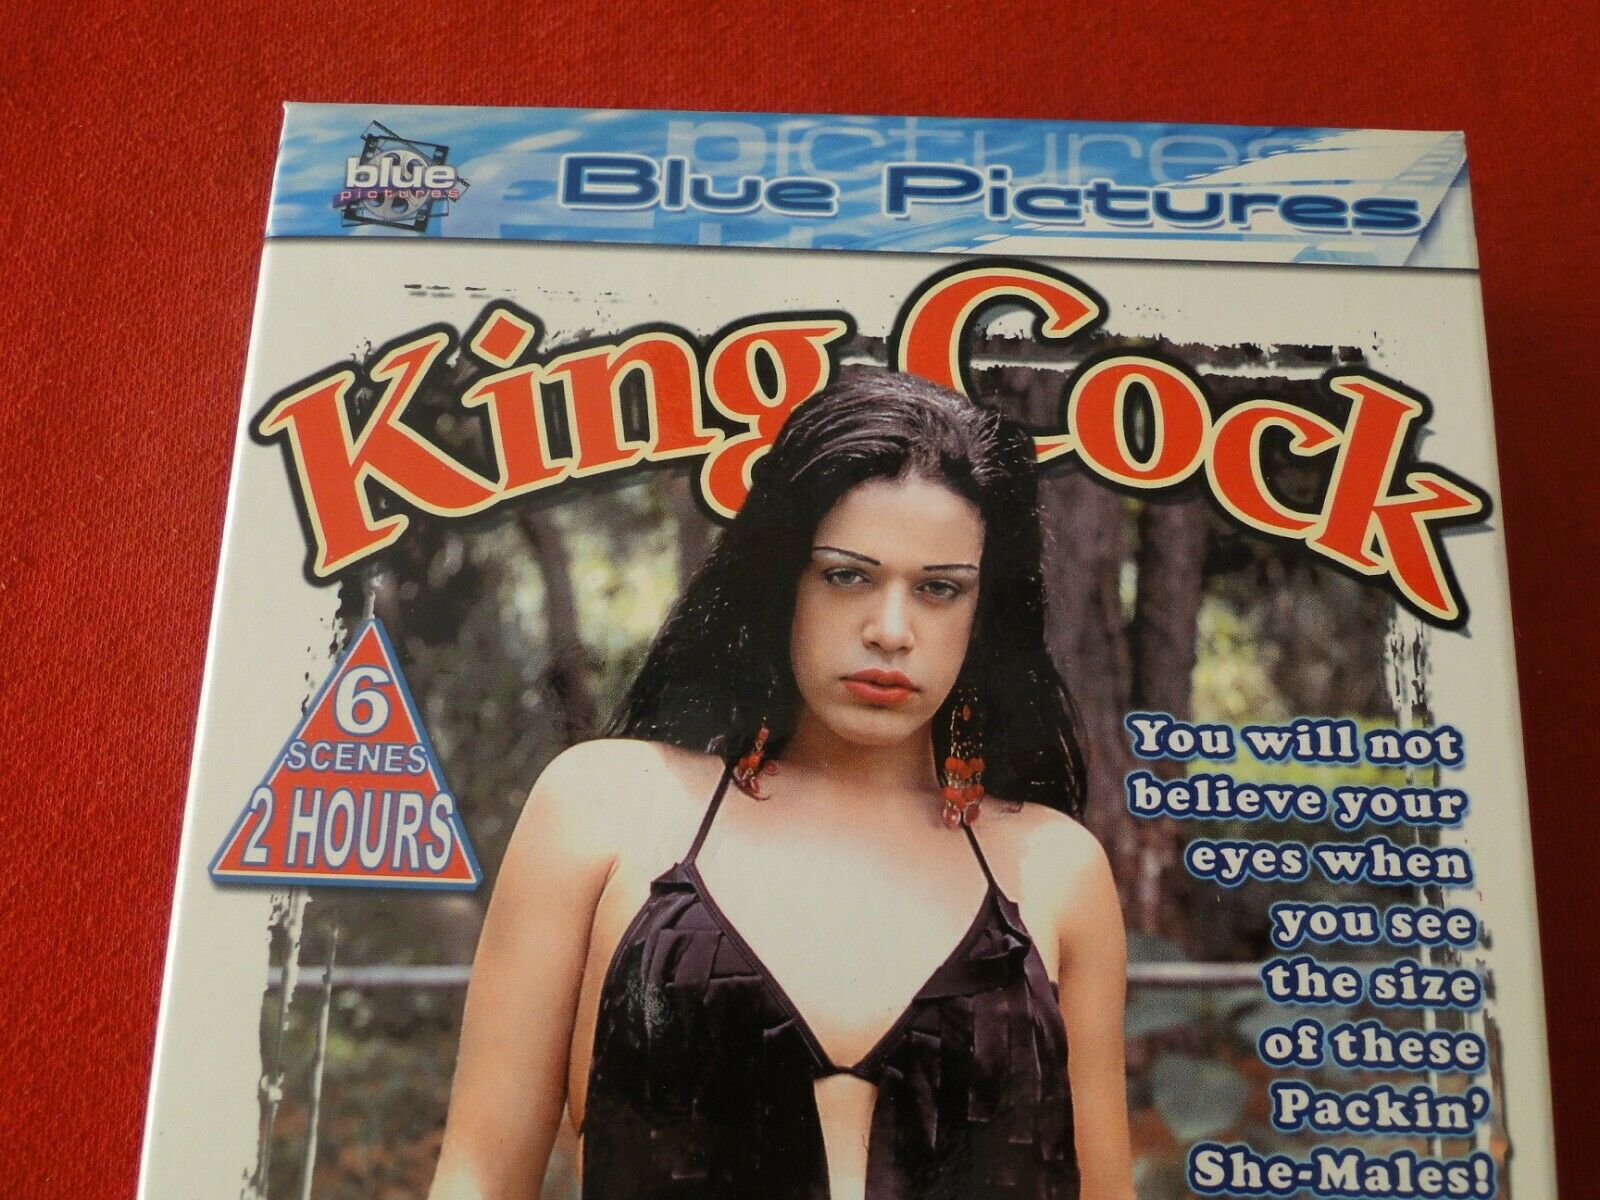 blue
pictures
pictures
Blue Pictures
King Cock
6
SCENES
2 HOURS
You will not
believe your
eyes when
you see
the size
of these
Packin'
She-Males!